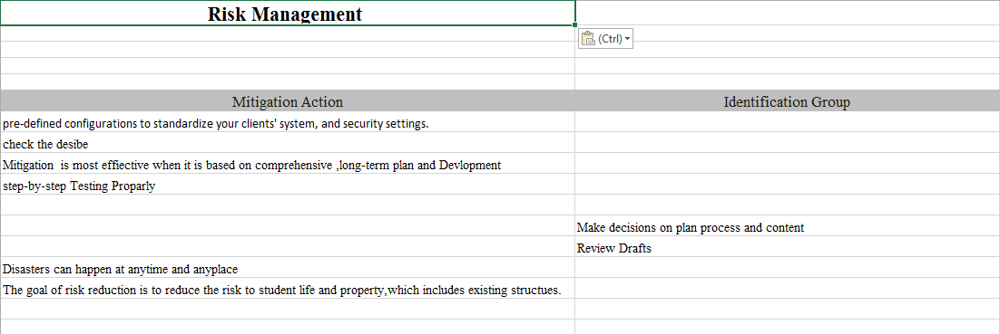 Risk Management
(Ctrl)
Mitigation Action
Identification Group
pre-defined configurations to standardize your clients' system, and security settings.
check the desibe
Mitigation  is most effiective when it is based on comprehensive ,long-term plan and Devlopment
step-by-step Testing Proparly
Make decisions on plan process and content
Review Drafts
Disasters can happen at anytime and anyplace
The goal of risk reduction is to reduce the risk to student life and property,which includes existing structues.